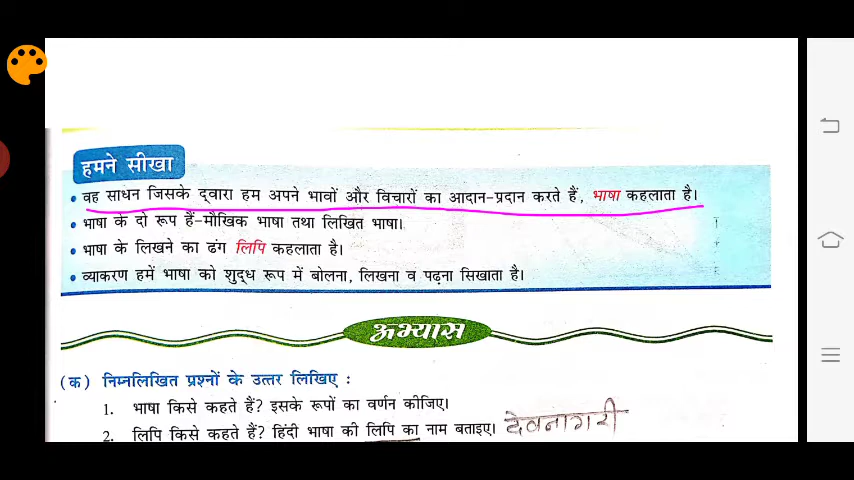 हमने सीखा
• वह साधन जिसके द्वारा हम अपने भावों और विचारों का आदान-प्रदान करते हैं, भाषा कहलाता है।
• भाषा के दो रूप हैं-मौखिक भाषा तथा लिखित भाषा।
• भाषा के लिखने का ढंग लिपि कहलाता है।
• व्याकरण हमें भाषा को शुद्ध रूप में बोलना, लिखना व पढ़ना सिखाता है।
अभ्यास
(क) निम्नलिखित प्रश्नों के उत्तर लिखिए :
1. भाषा किसे कहते हैं? इसके रूपों का वर्णन कीजिए।
2. लिपि किसे कहते हैं? हिंदी भाषा की लिपि का नाम बताइए। देवनागरी